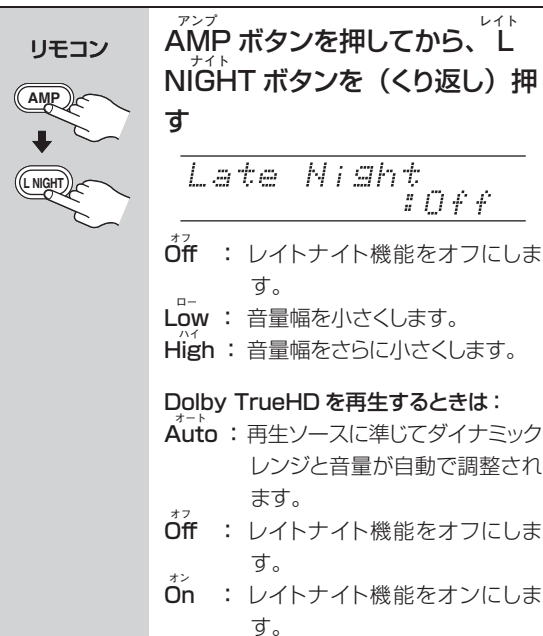 リモコン
AMP
L NIGHT
アンプ レイト
AMP ボタンを押してから、L
ナイト
NIGHT ボタンを（くり返し）押
す
Late Night
:Off
オフ
Off ： レイトナイト機能をオフにしま
す。
ロー
Low ： 音量幅を小さくします。
ハイ
High ： 音量幅をさらに小さくします。
Dolby TrueHD を再生するときは：
オート
Auto ： 再生ソースに準じてダイナミック
レンジと音量が自動で調整され
ます。
オフ
Off ： レイトナイト機能をオフにしま
す。
オン
On ： レイトナイト機能をオンにしま
す。